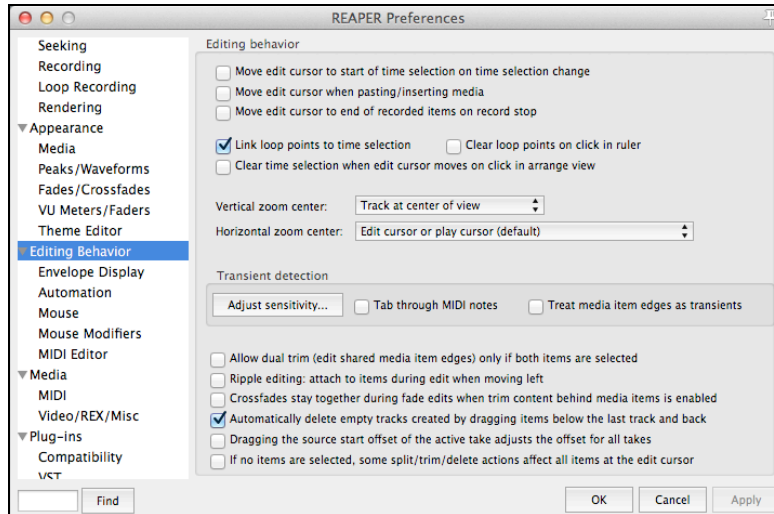 REAPER Preferences
Seeking
Recording
Loop Recording
Rendering
Appearance
Media
Peaks/Waveforms
Fades/Crossfades
VU Meters/Faders
Theme Editor
Editing Behavior
Envelope Display
Automation
Mouse
Mouse Modifiers
MIDI Editor
Media
MIDI
Video/REX/Misc
Plug-ins
Compatibility
VST
Find
Editing behavior
Move edit cursor to start of time selection on time selection change
Move edit cursor when pasting/inserting media
Move edit cursor to end of recorded items on record stop
Link loop points to time selection Clear loop points on click in ruler
Clear time selection when edit cursor moves on click in arrange view
Vertical zoom center: Track at center of view
Horizontal zoom center: Edit cursor or play cursor (default)
Transient detection
Adjust sensitivity... Tab through MIDI notes Treat media item edges as transients
Allow dual trim (edit shared media item edges) only if both items are selected
Ripple editing: attach to items during edit when moving left
Crossfades stay together during fade edits when trim content behind media items is enabled
Automatically delete empty tracks created by dragging items below the last track and back
Dragging the source start offset of the active take adjusts the offset for all takes
If no items are selected, some split/trim/delete actions affect all items at the edit cursor
OK Cancel Apply